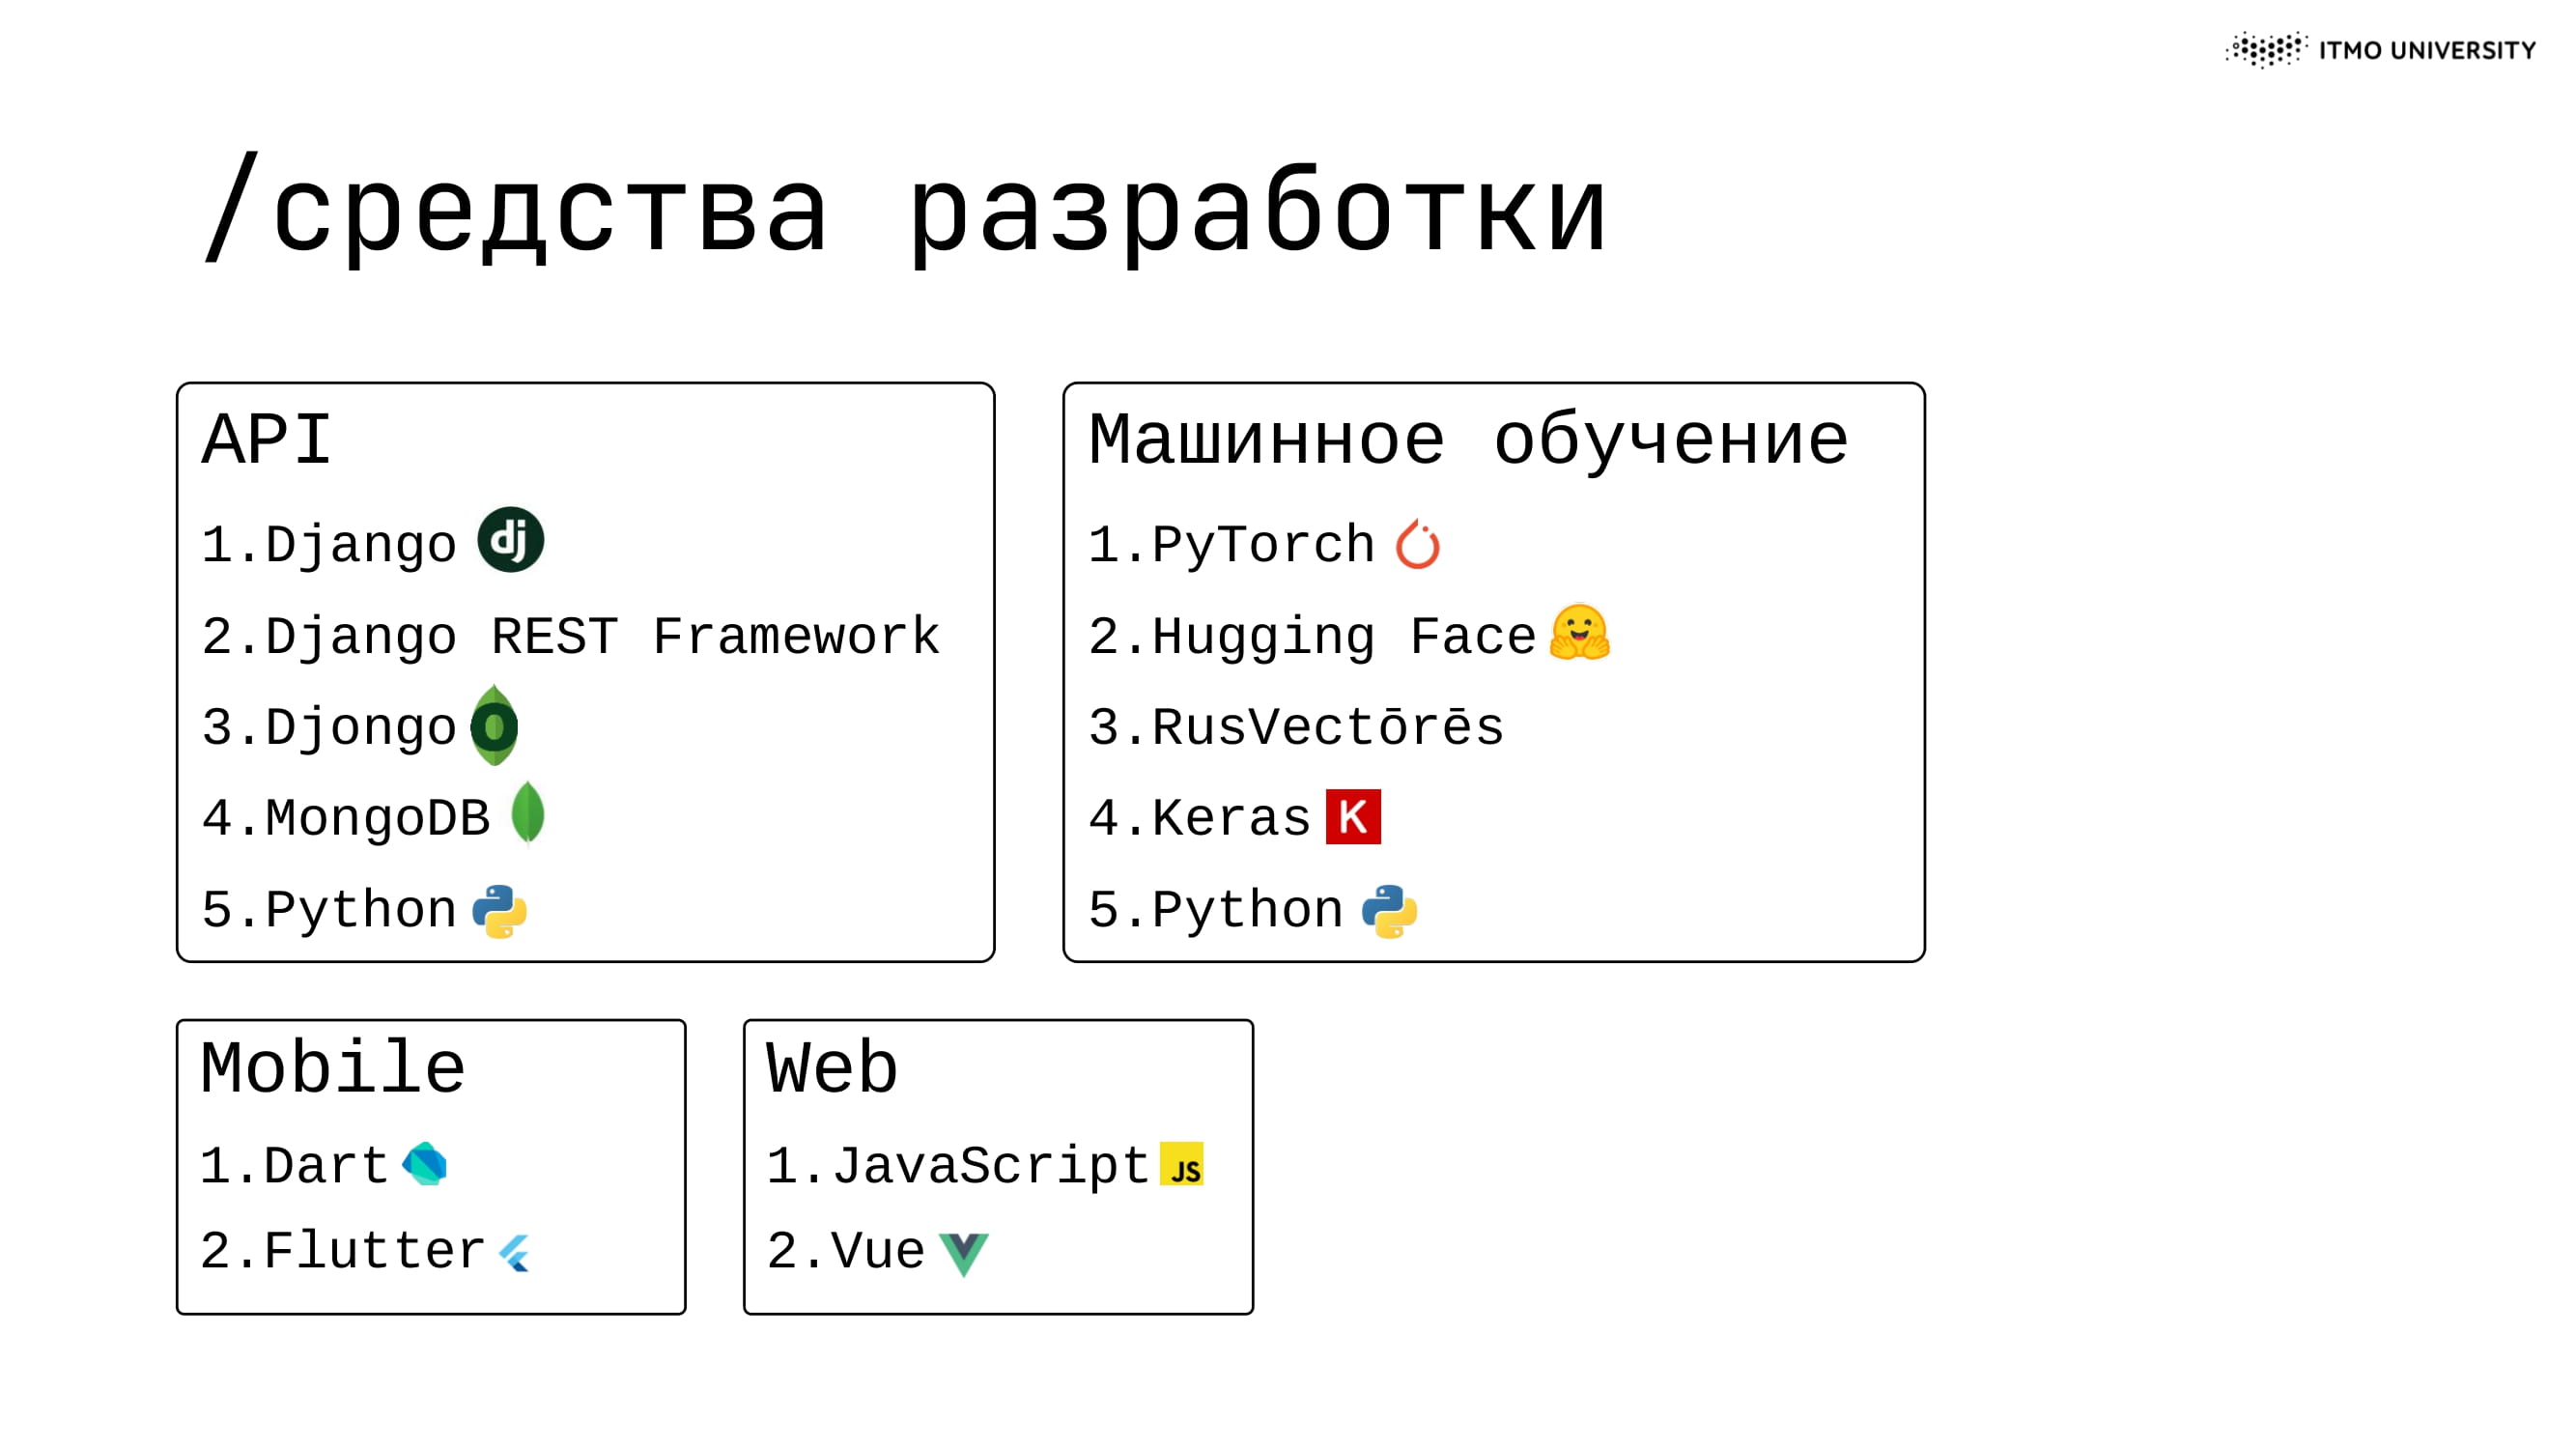 ITMO UNIVERSITY
/средства разработки
API
1.Django
2.Django REST Framework
3.Djongo
4.MongoDB
5.Python
Машинное обучение
1.PyTorch
2.Hugging Face
3.RusVectōrēs
4.Keras K
5.Python
Mobile
1.Dart
2.Flutter
Web
1.JavaScript JS
2.Vue